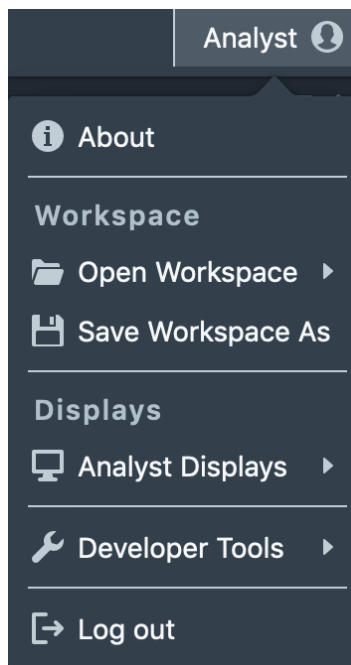 Analyst
About
Workspace
Open Workspace
Save Workspace As
Displays
Analyst Displays
Developer Tools
Log out